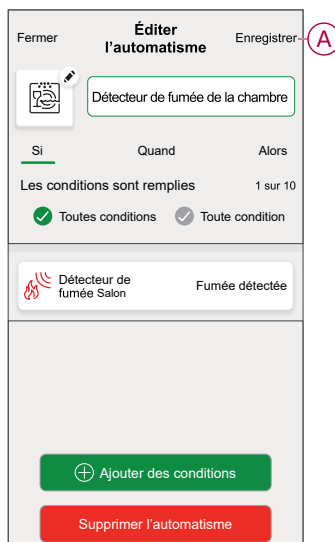 Fermer
Éditer
l’automatisme
Enregistrer
A
Détecteur de fumée de la chambre
Si
Quand
Alors
Les conditions sont remplies
1 sur 10
Toutes conditions
Toute condition
Détecteur de
fumée Salon
Fumée détectée
Ajouter des conditions
Supprimer l’automatisme